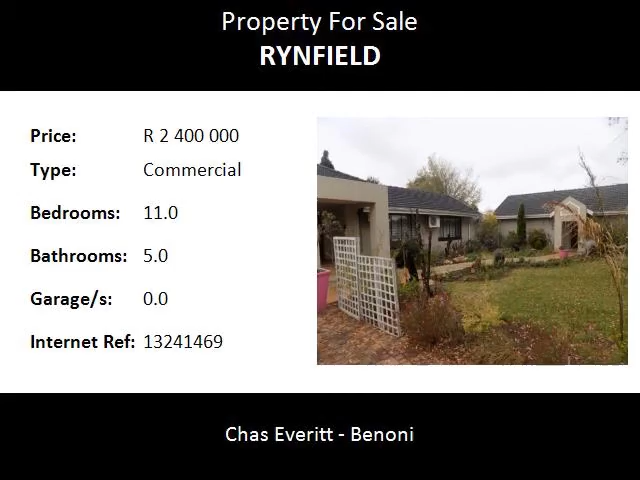 Property For Sale
RYNFIELD
Price: R 2 400 000
Type: Commercial
Bedrooms: 11.0
Bathrooms: 5.0
Garage/s: 0.0
Internet Ref: 13241469
Chas Everitt - Benoni